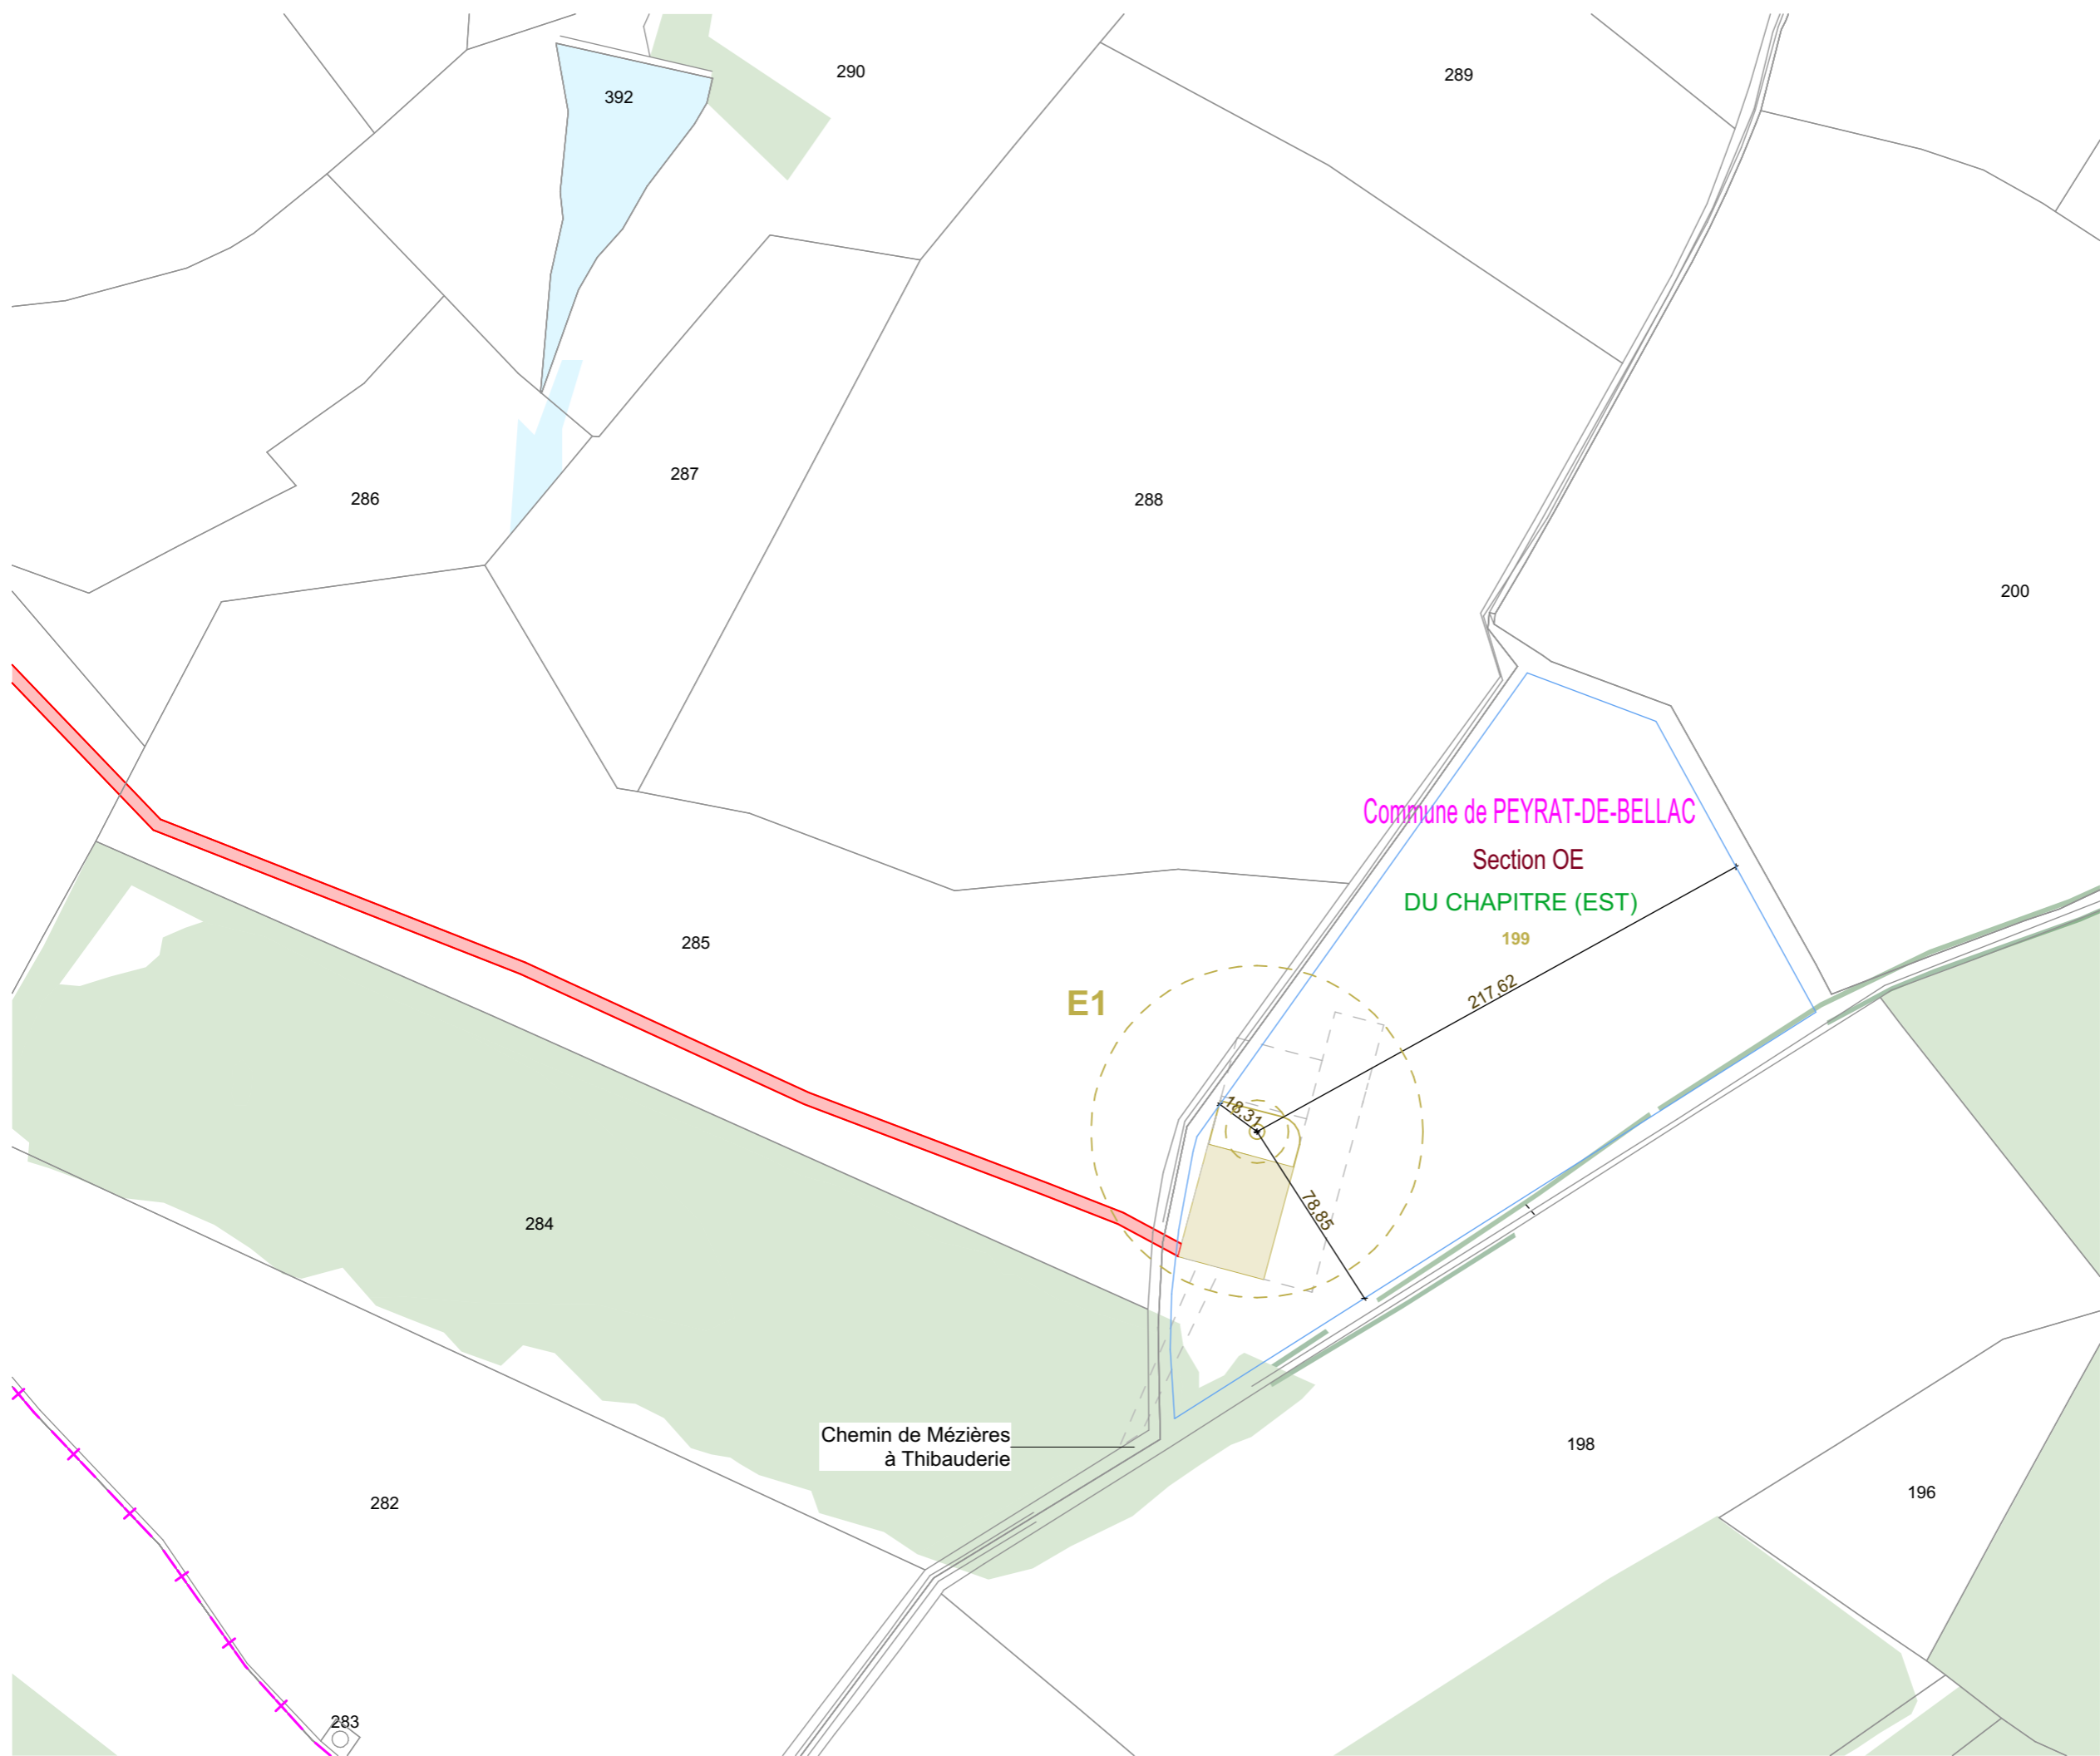 290
289
392
287
286
288
200
Commune de PEYRAT-DE-BELLAC
Section OE
DU CHAPITRE (EST)
199
285
E1
217,62
18,31
78,85
284
Chemin de Mézières
à Thibauderie
198
196
282
283